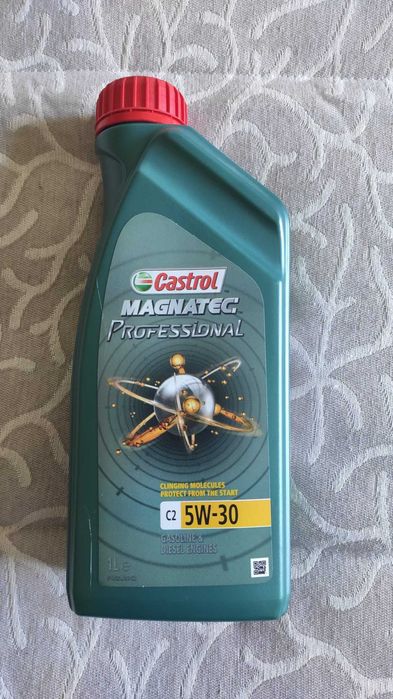 Castrol
MAGNATEC
PROFESSIONAL
CLINGING MOLECULES
PROTECT FROM THE START
C2 5W-30
GASOLINE &
DIESEL ENGINES
1L e